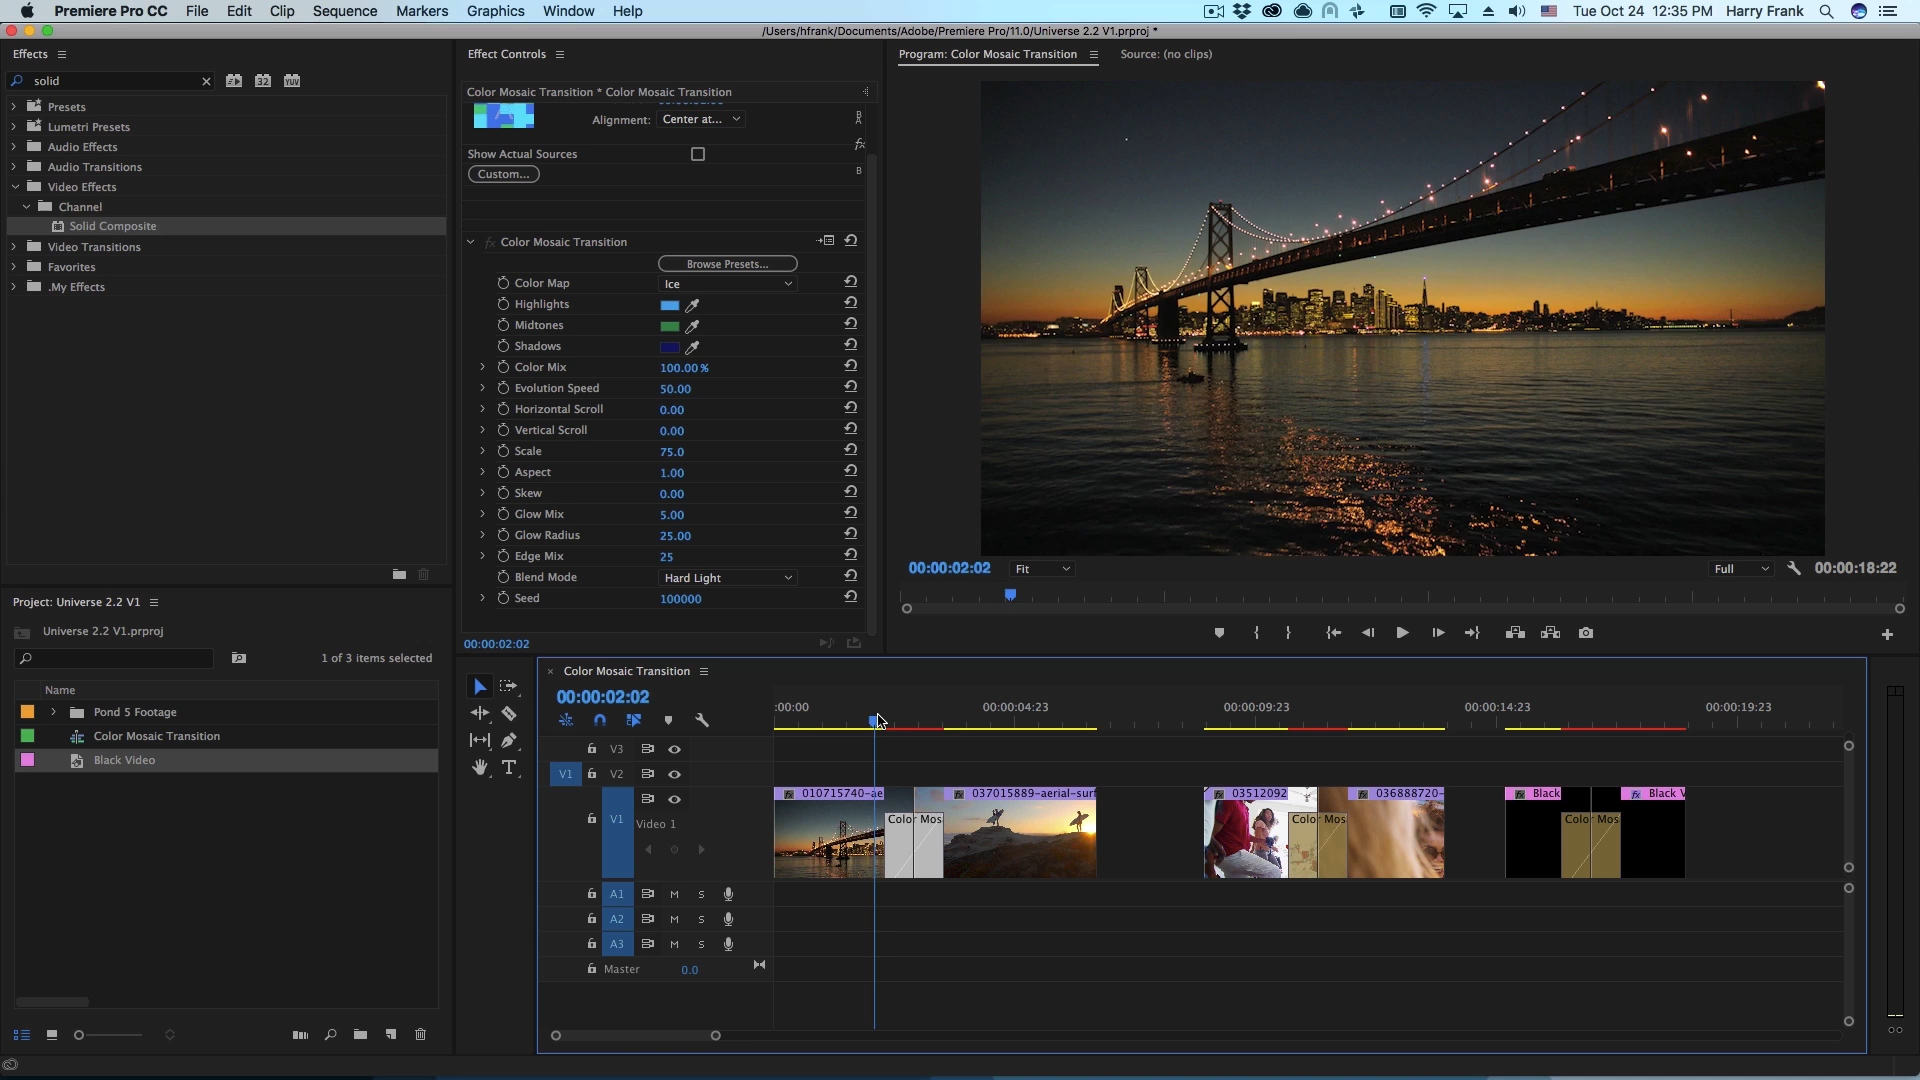 Premiere Pro CC File Edit Clip Sequence Markers Graphics Window Help Tue Oct 24 12:35 PM Harry Frank
/Users/hfrank/Documents/Adobe/Premiere Pro/11.0/Universe 2.2 V1.prproj *
Effects
solid
32
YUV
Presets
Lumetri Presets
Audio Effects
Audio Transitions
Video Effects
Channel
Solid Composite
Video Transitions
Favorites
.My Effects
Effect Controls
Color Mosaic Transition * Color Mosaic Transition
Alignment: Center at...
Show Actual Sources
Custom...
B
Color Mosaic Transition
Browse Presets...
Color Map Ice
Highlights
Midtones
Shadows
Color Mix 100.00 %
Evolution Speed 50.00
Horizontal Scroll 0.00
Vertical Scroll 0.00
Scale 75.0
Aspect 1.00
Skew 0.00
Glow Mix 5.00
Glow Radius 25.00
Edge Mix 25
Blend Mode Hard Light
Seed 100000
00:00:02:02
Program: Color Mosaic Transition Source: (no clips)
00:00:02:02 Fit Full 00:00:18:22
Project: Universe 2.2 V1
Universe 2.2 V1.prproj
1 of 3 items selected
Name
Pond 5 Footage
Color Mosaic Transition
Black Video
Color Mosaic Transition
00:00:02:02
:00:00 00:00:04:23 00:00:09:23 00:00:14:23 00:00:19:23
V3
V1 V2
V1 Video 1
010715740-ae 037015889-aerial-surf 03512092 036888720- Black Black V
Color Mos Color Mos Color Mos
A1 M S
A2 M S
A3 M S
Master 0.0